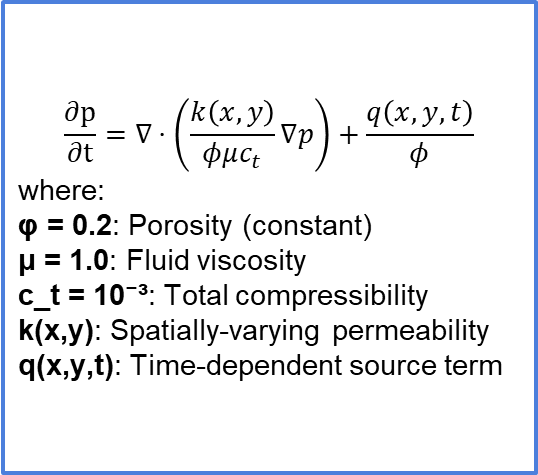 ∂p/∂t = ∇ · (k(x, y)/ϕμc_t ∇p) + q(x, y, t)/ϕ
where:
φ = 0.2: Porosity (constant)
μ = 1.0: Fluid viscosity
c_t = 10⁻³: Total compressibility
k(x,y): Spatially-varying permeability
q(x,y,t): Time-dependent source term